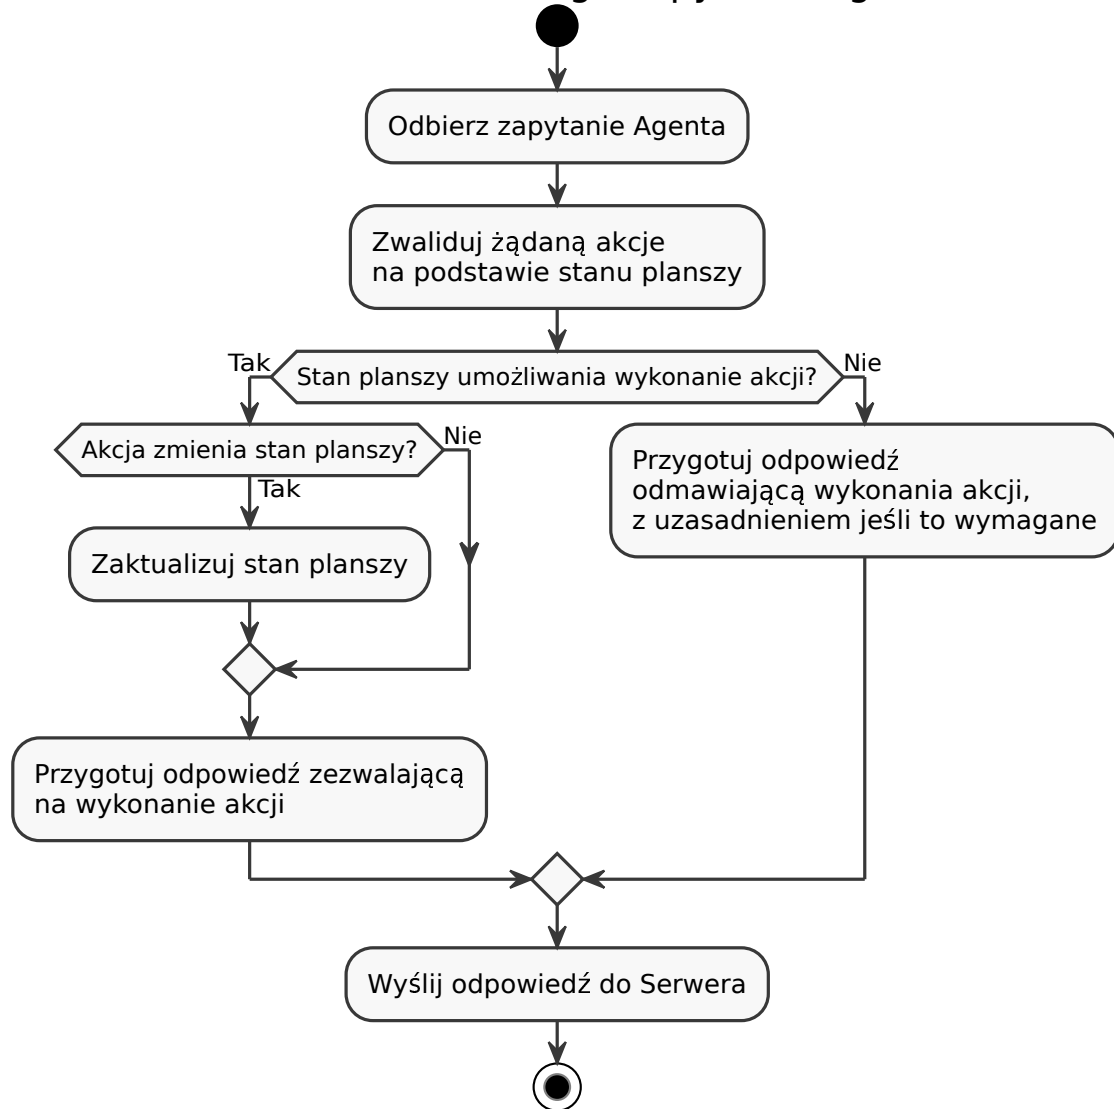 Odbierz zapytanie Agenta
Zwaliduj żądaną akcje
na podstawie stanu planszy
Tak
Stan planszy umożliwania wykonanie akcji?
Nie
Akcja zmienia stan planszy?
Nie
Tak
Przygotuj odpowiedź
odmawiającą wykonania akcji,
z uzasadnieniem jeśli to wymagane
Zaktualizuj stan planszy
Przygotuj odpowiedź zezwalającą
na wykonanie akcji
Wyślij odpowiedź do Serwera